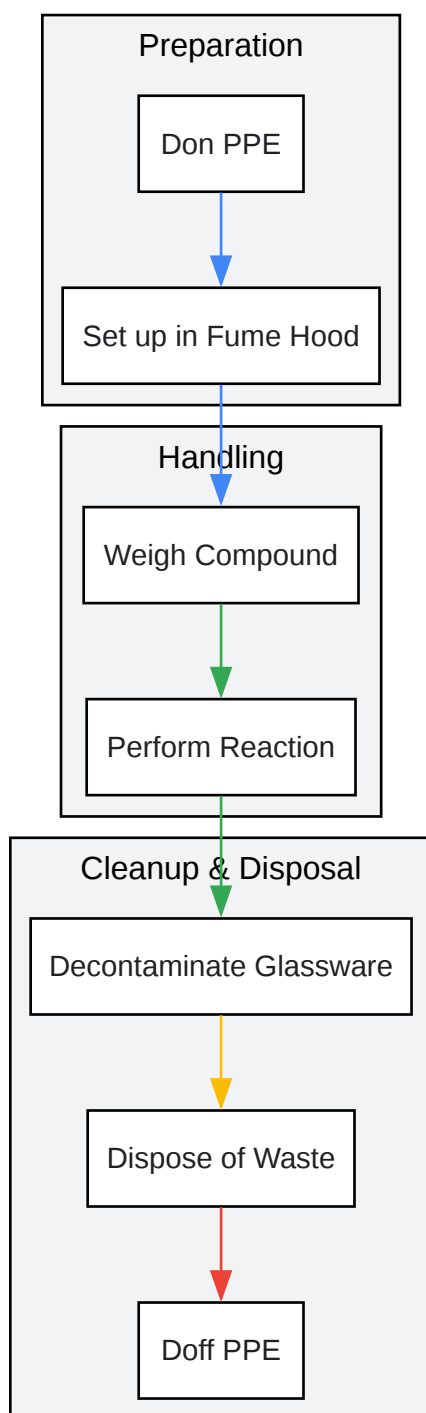 Preparation
Don PPE
Set up in Fume Hood
Handling
Weigh Compound
Perform Reaction
Cleanup & Disposal
Decontaminate Glassware
Dispose of Waste
Doff PPE